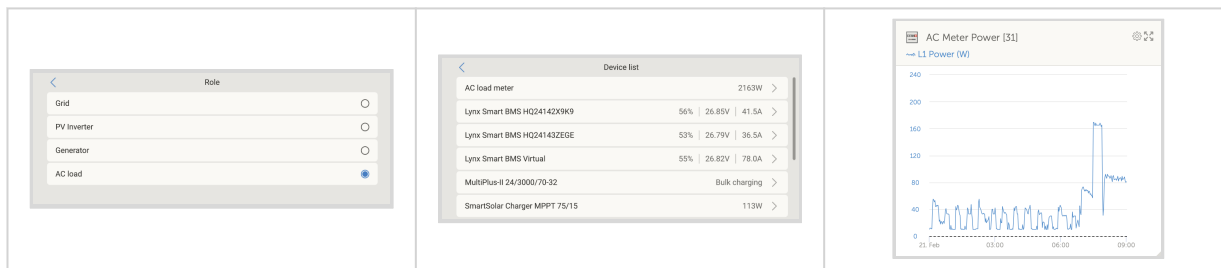 Role
Grid
PV Inverter
Generator
AC load
Device list
AC load meter 2163W
Lynx Smart BMS HQ24142X9K9 56% 26.85V 41.5A
Lynx Smart BMS HQ24143ZEGE 53% 26.79V 36.5A
Lynx Smart BMS Virtual 55% 26.82V 78.0A
MultiPlus-II 24/3000/70-32 Bulk charging
SmartSolar Charger MPPT 75/15 113W
AC Meter Power [31]
L1 Power (W)
240
200
160
120
80
40
0
21. Feb 03:00 06:00 09:00